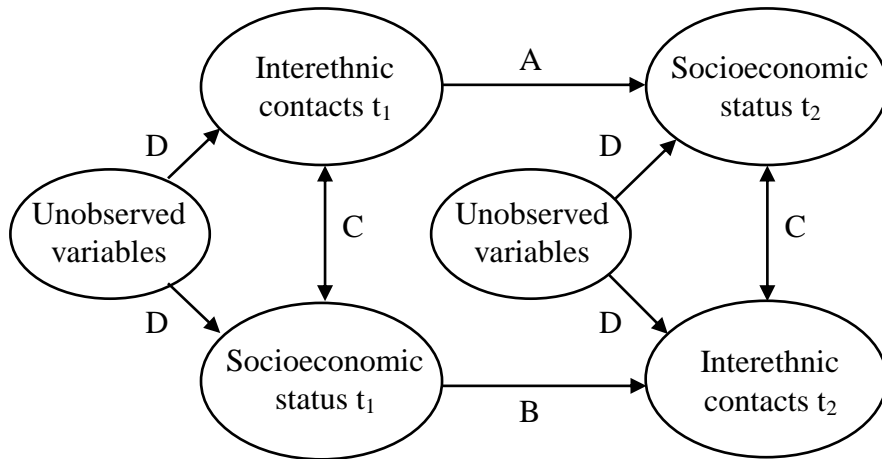 Interethnic
contacts t₁
A
Socioeconomic
status t₂
D
D
Unobserved
variables
C
Unobserved
variables
C
D
D
Socioeconomic
status t₁
B
Interethnic
contacts t₂